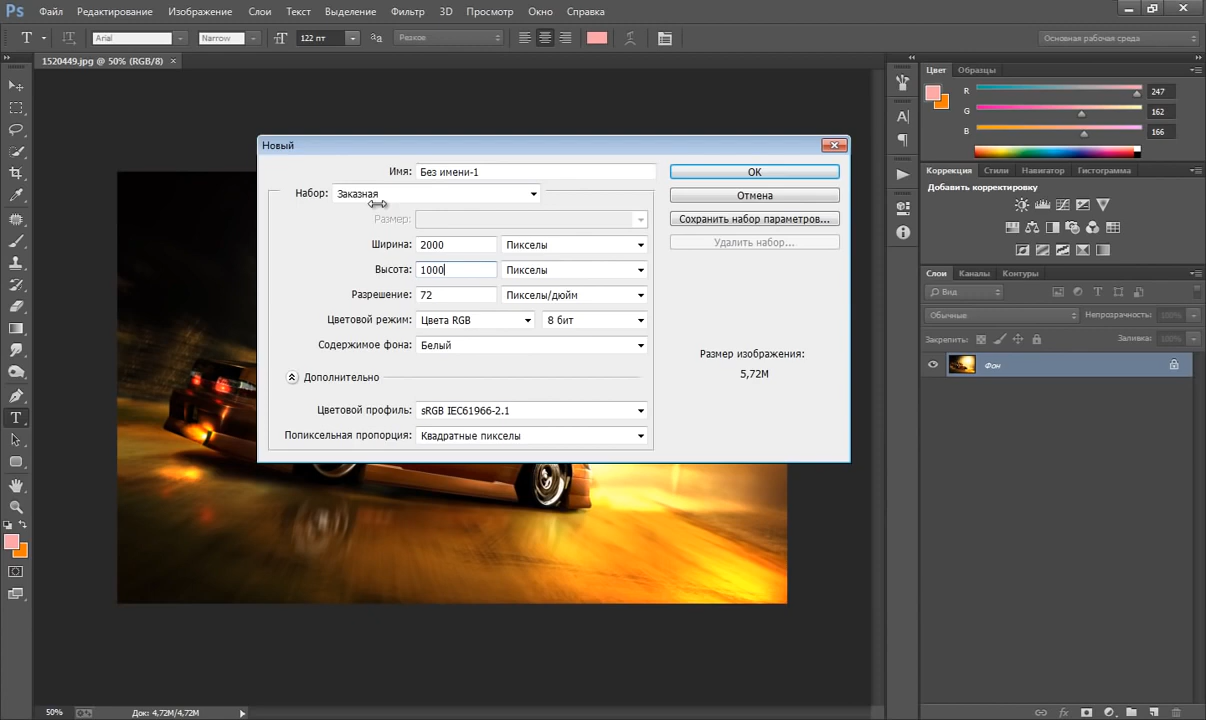 Ps Файл Редактирование Изображение Слои Текст Выделение Фильтр 3D Просмотр Окно Справка
T Arial Narrow 122 пт Резкое Основная рабочая среда
1520449.jpg @ 50% (RGB/8) ×
Цвет Образцы
R 247
G 162
B 166
Новый
Имя: Без имени-1 OK
Набор: Заказная Отмена
Размер: Сохранить набор параметров...
Ширина: 2000 Пикселы Удалить набор...
Высота: 1000 Пикселы
Разрешение: 72 Пикселы/дюйм
Цветовой режим: Цвета RGB 8 бит
Содержимое фона: Белый
Размер изображения:
5,72M
Дополнительно
Цветовой профиль: sRGB IEC61966-2.1
Попиксельная пропорция: Квадратные пикселы
Коррекция Стили Навигатор Гистограмма
Добавить корректировку
Слои Каналы Контуры
Вид
Обычные Непрозрачность: 100%
Закрепить: Заливка: 100%
Фон
50% Док: 4,72M/4,72M